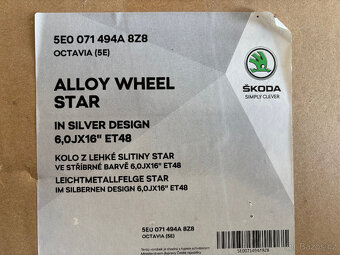 5E0 071 494A 8Z8
OCTAVIA (5E)
ALLOY WHEEL
STAR
IN SILVER DESIGN
6,0JX16" ET48
KOLO Z LEHKÉ SLITINY STAR
VE STŘÍBRNÉ BARVĚ 6,0JX16" ET48
LEICHTMETALLFELGE STAR
IM SILBERNEN DESIGN 6,0JX16" ET48
ŠKODA
SIMPLY CLEVER
5E0 071 494A 8Z8
OCTAVIA (5E)
5E0071494A8Z8